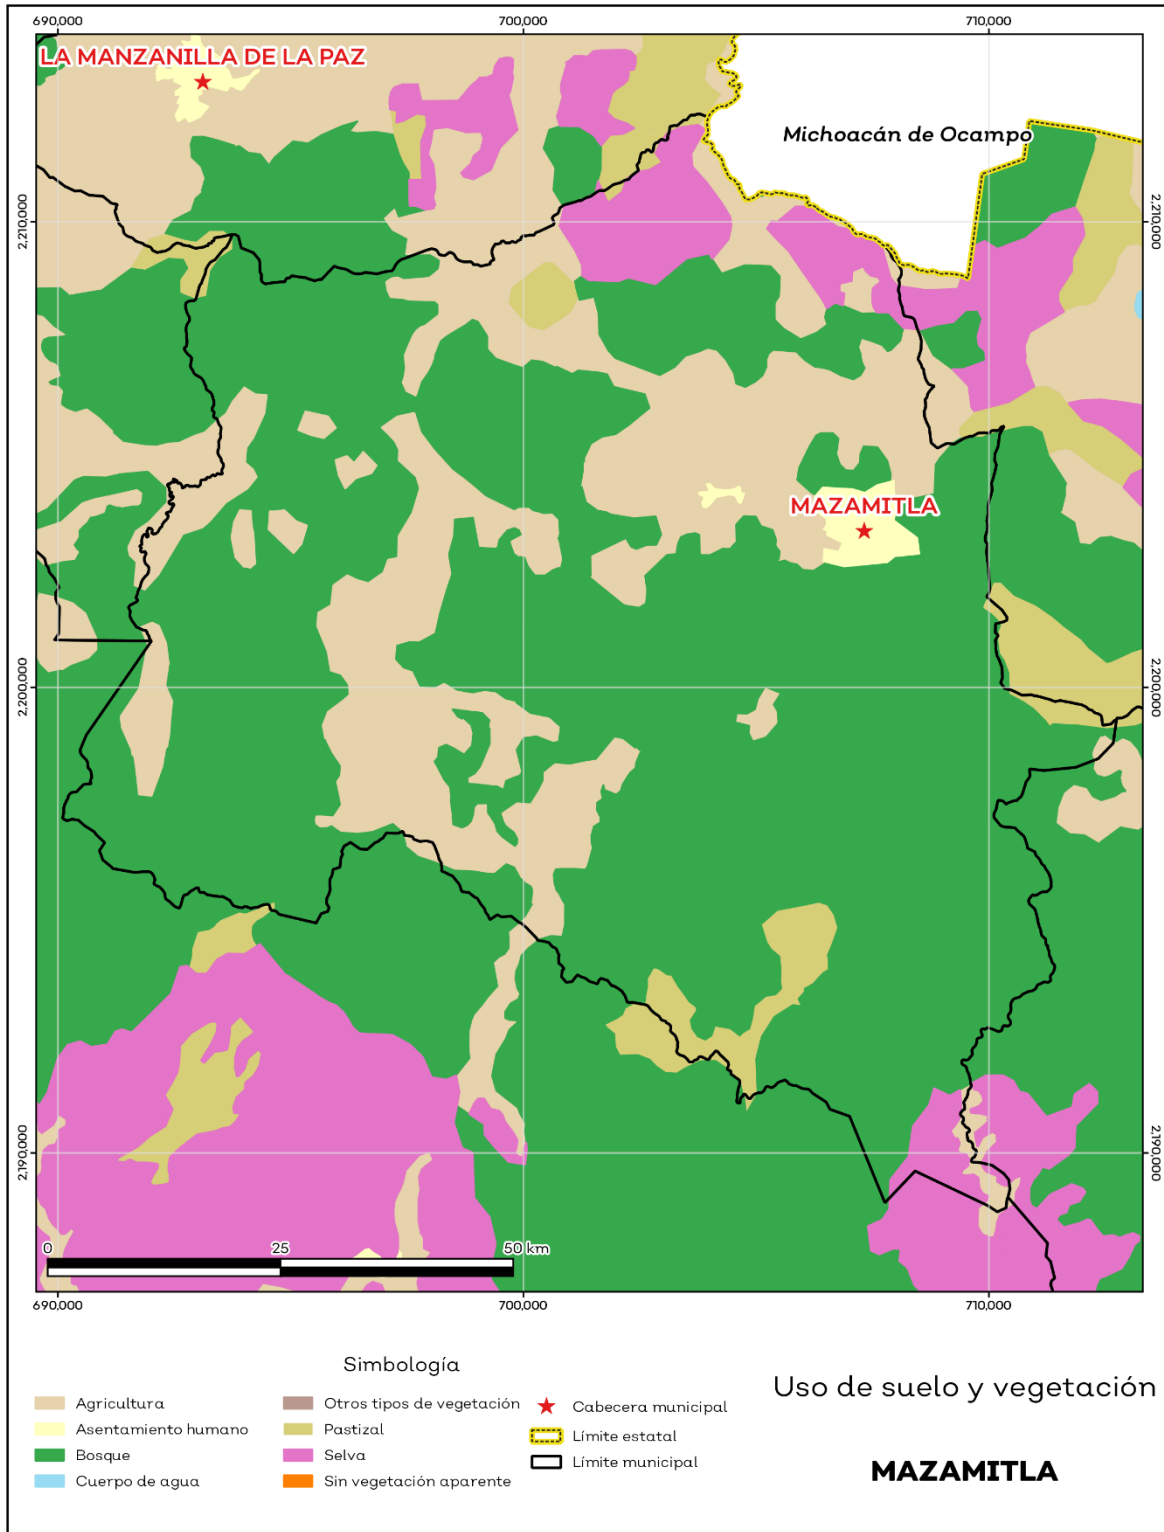 690,000 700,000 710,000
LA MANZANILLA DE LA PAZ
Michoacán de Ocampo
2,210,000 2,210,000
MAZAMITLA
2,200,000 2,200,000
2,190,000 2,190,000
0 25 50 km
690,000 700,000 710,000
Simbología
Agricultura
Asentamiento humano
Bosque
Cuerpo de agua
Otros tipos de vegetación
Pastizal
Selva
Sin vegetación aparente
Cabecera municipal
Límite estatal
Límite municipal
Uso de suelo y vegetación
MAZAMITLA